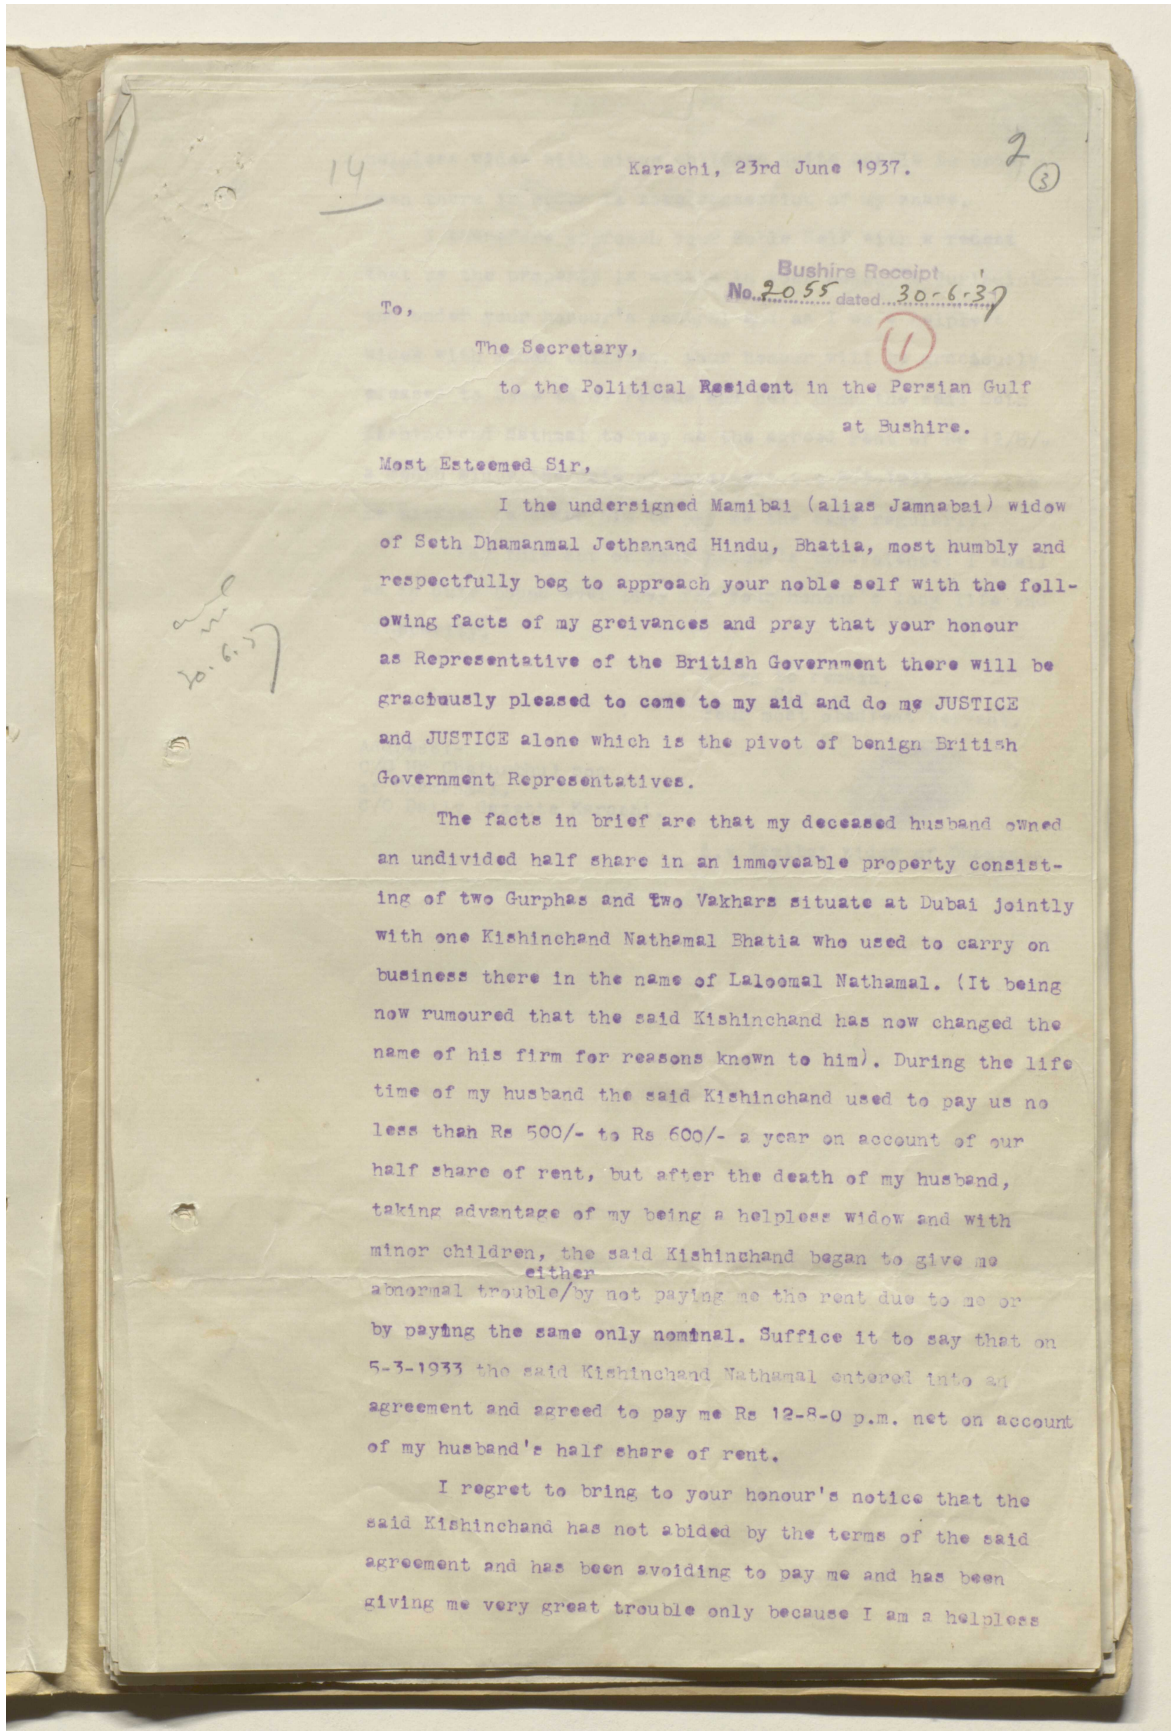 2
3
14
Karachi, 23rd June 1937.
Bushire Receipt
No. 2055 dated 30-6-37
1
To,
The Secretary,
to the Political Resident in the Persian Gulf
at Bushire.
Most Esteemed Sir,
I the undersigned Mamibai (alias Jamnabai) widow
of Seth Dhamanmal Jethanand Hindu, Bhatia, most humbly and
respectfully beg to approach your noble self with the foll-
owing facts of my greivances and pray that your honour
as Representative of the British Government there will be
graciously pleased to come to my aid and do me JUSTICE
and JUSTICE alone which is the pivot of benign British
Government Representatives.
30.6.37
The facts in brief are that my deceased husband owned
an undivided half share in an immoveable property consist-
ing of two Gurphas and two Vakhars situate at Dubai jointly
with one Kishinchand Nathamal Bhatia who used to carry on
business there in the name of Laloomal Nathamal. (It being
now rumoured that the said Kishinchand has now changed the
name of his firm for reasons known to him). During the life
time of my husband the said Kishinchand used to pay us no
less than Rs 500/- to Rs 600/- a year on account of our
half share of rent, but after the death of my husband,
taking advantage of my being a helpless widow and with
minor children, the said Kishinchand began to give me
either
abnormal trouble/by not paying me the rent due to me or
by paying the same only nominal. Suffice it to say that on
5-3-1933 the said Kishinchand Nathamal entered into an
agreement and agreed to pay me Rs 12-8-0 p.m. net on account
of my husband's half share of rent.
I regret to bring to your honour's notice that the
said Kishinchand has not abided by the terms of the said
agreement and has been avoiding to pay me and has been
giving me very great trouble only because I am a helpless